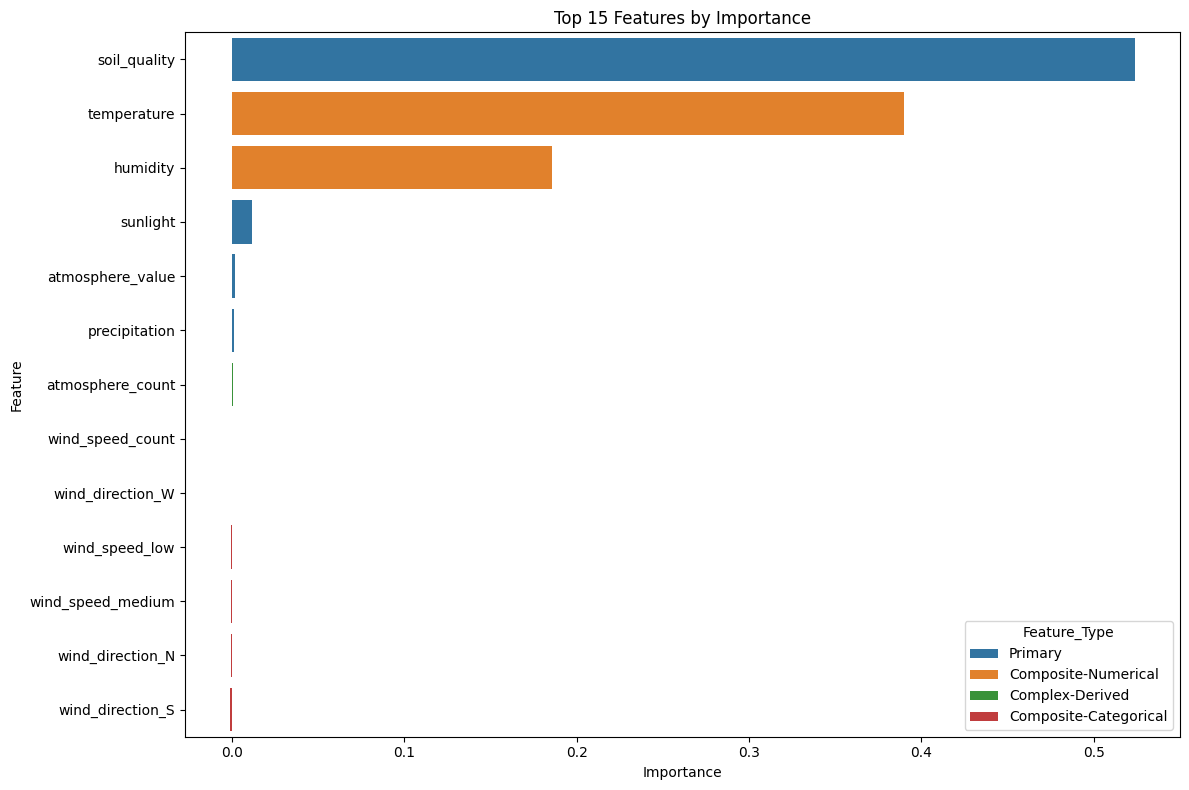 Top 15 Features by Importance
soil_quality
temperature
humidity
sunlight
atmosphere_value
precipitation
atmosphere_count
wind_speed_count
wind_direction_W
wind_speed_low
wind_speed_medium
wind_direction_N
wind_direction_S
Feature
Feature_Type
Primary
Composite-Numerical
Complex-Derived
Composite-Categorical
0.0 0.1 0.2 0.3 0.4 0.5
Importance